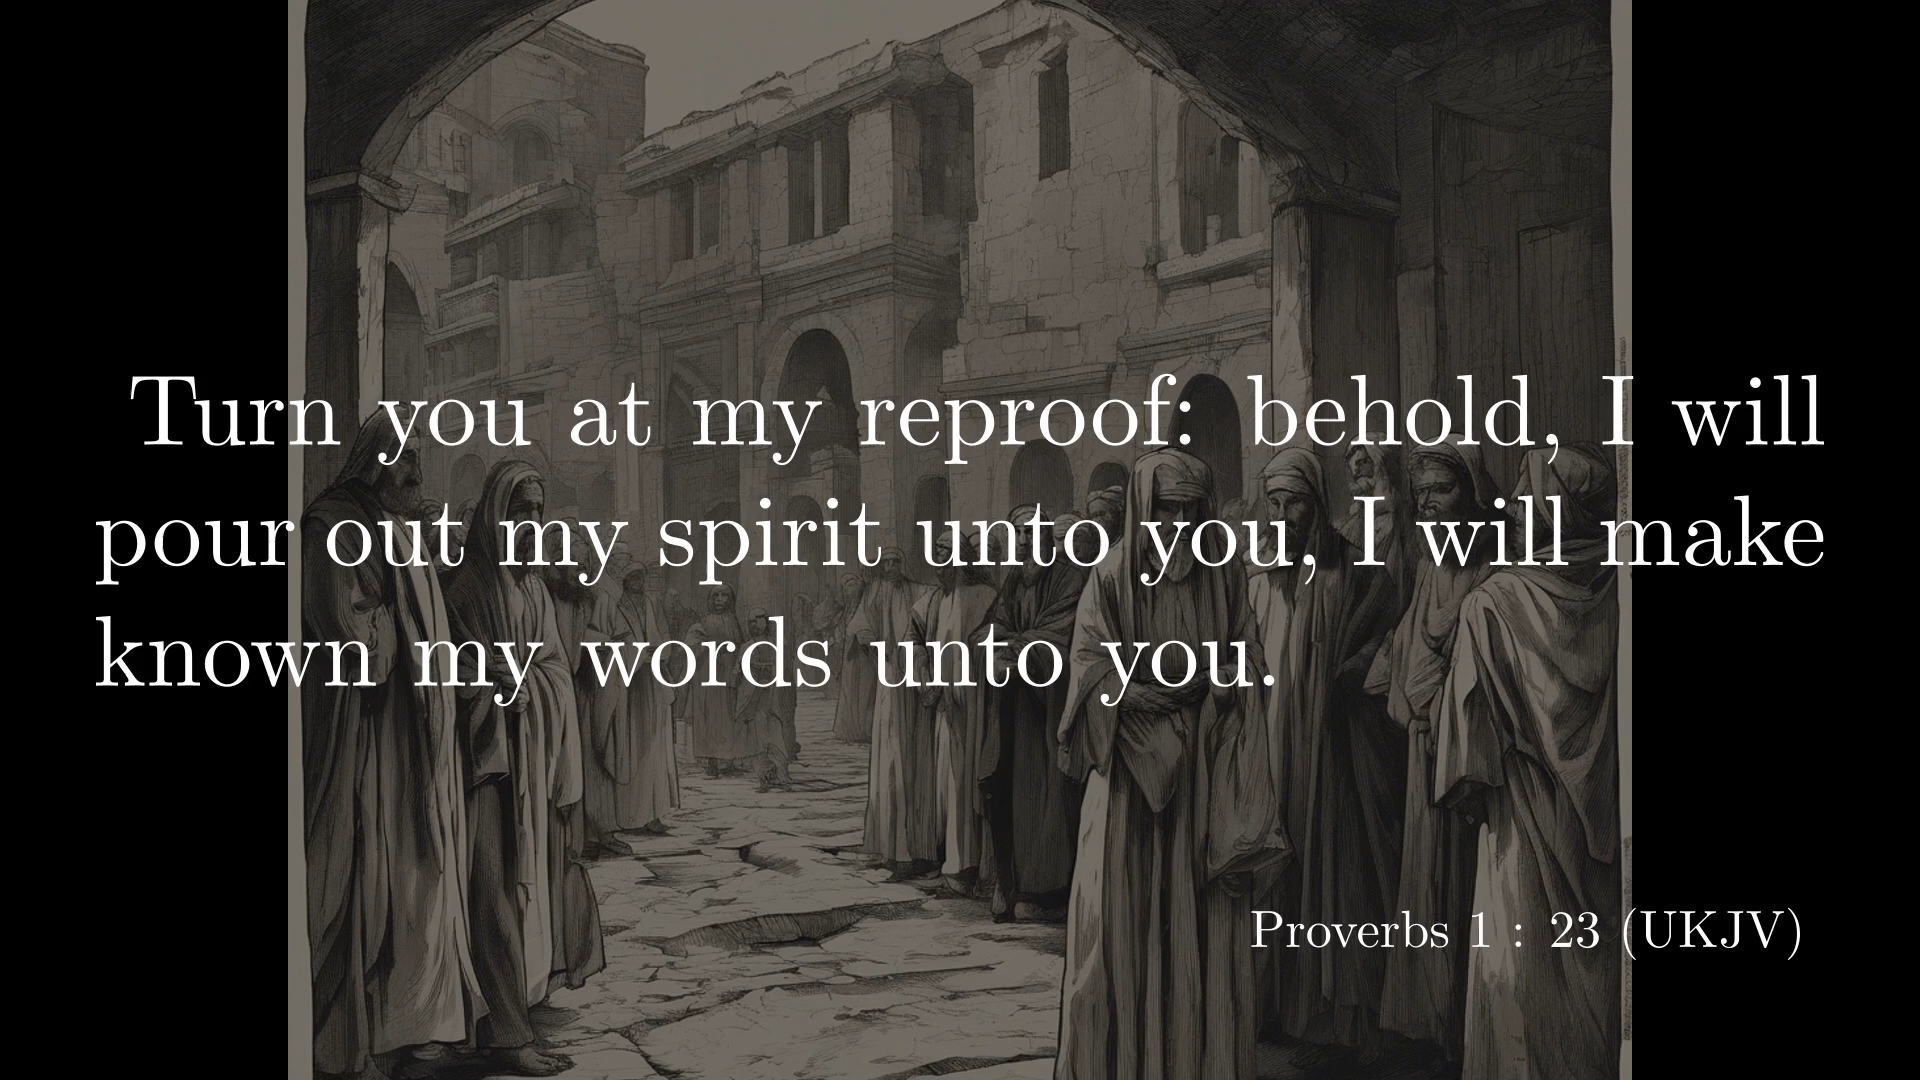 Turn you at my reproof: behold, I will
pour out my spirit unto you, I will make
known my words unto you.
Proverbs 1 : 23 (UKJV)